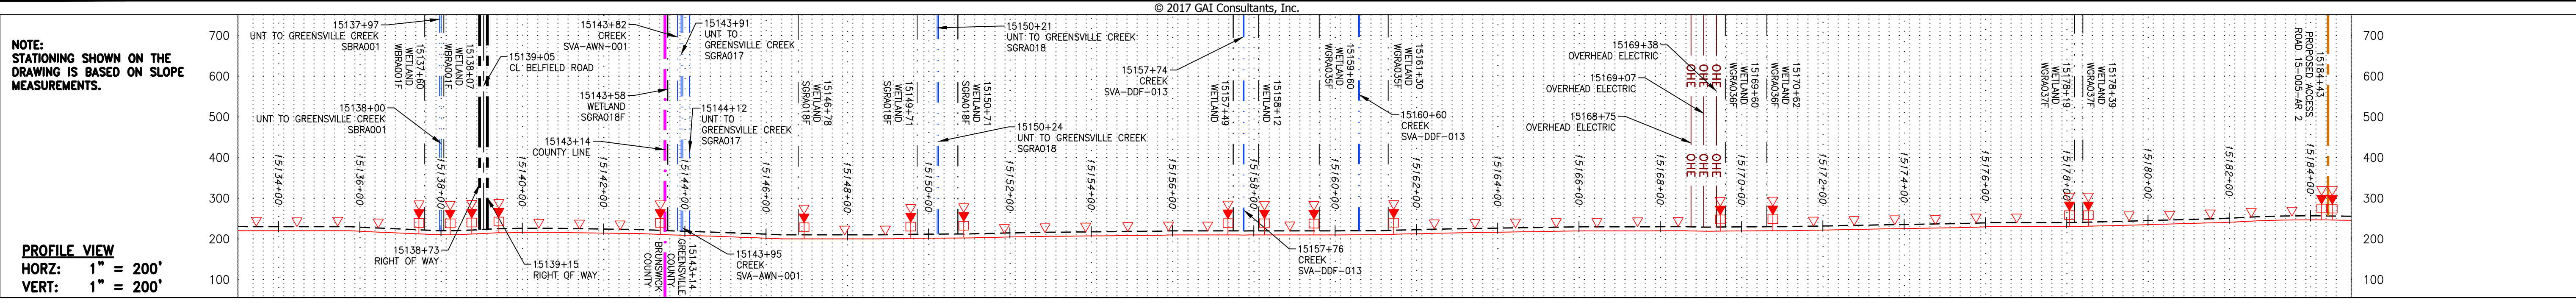 © 2017 GAI Consultants, Inc.
NOTE:
STATIONING SHOWN ON THE
DRAWING IS BASED ON SLOPE
MEASUREMENTS.
PROFILE VIEW
HORZ: 1" = 200'
VERT: 1" = 200'
700
600
500
400
300
200
100
15137+97
UNT TO GREENSVILLE CREEK
SBRA001
15138+00
UNT TO GREENSVILLE CREEK
SBRA001
15137+60
WETLAND
WBRA001F
15138+07
WETLAND
WBRA001F
15139+05
CL BELFIELD ROAD
15138+73
RIGHT OF WAY
15139+15
RIGHT OF WAY
15143+82
CREEK
SVA-AWN-001
15143+58
WETLAND
SGRA018F
15143+14
COUNTY LINE
15143+91
UNT TO
GREENSVILLE CREEK
SGRA017
15144+12
UNT TO
GREENSVILLE CREEK
SGRA017
15143+14
GREENSVILLE
COUNTY
BRUNSWICK
COUNTY
15143+95
CREEK
SVA-AWN-001
15146+78
WETLAND
SGRA018F
15149+71
WETLAND
SGRA018F
15150+71
WETLAND
SGRA018F
15150+21
UNT TO GREENSVILLE CREEK
SGRA018
15150+24
UNT TO GREENSVILLE CREEK
SGRA018
15157+74
CREEK
SVA-DDF-013
15157+49
WETLAND
15158+12
WETLAND
15157+76
CREEK
SVA-DDF-013
15159+60
WETLAND
WGRA035F
15161+30
WETLAND
WGRA035F
15160+60
CREEK
SVA-DDF-013
15169+38
OVERHEAD ELECTRIC
15169+07
OVERHEAD ELECTRIC
15168+75
OVERHEAD ELECTRIC
OHE
OHE
OHE
OHE
OHE
OHE
15169+60
WETLAND
WGRA036F
15170+62
WETLAND
WGRA036F
15178+19
WETLAND
WGRA037F
15178+39
WETLAND
WGRA037F
15184+43
PROPOSED ACCESS
ROAD 15-005-AR 2
15134+00
15136+00
15138+00
15140+00
15142+00
15144+00
15146+00
15148+00
15150+00
15152+00
15154+00
15156+00
15158+00
15160+00
15162+00
15164+00
15166+00
15168+00
15170+00
15172+00
15174+00
15176+00
15178+00
15180+00
15182+00
15184+00
700
600
500
400
300
200
100